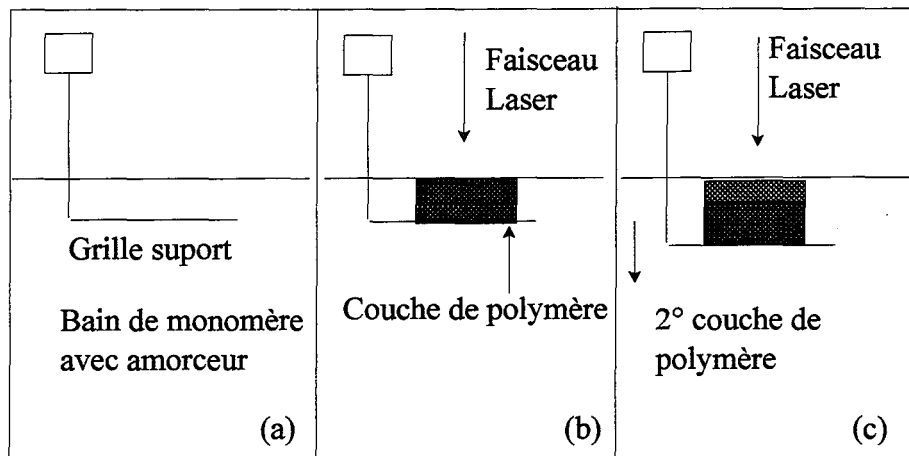 Grille suport
Bain de monomère
avec amorceur
(a)
Faisceau
Laser
Couche de polymère
(b)
Faisceau
Laser
2° couche de
polymère
(c)